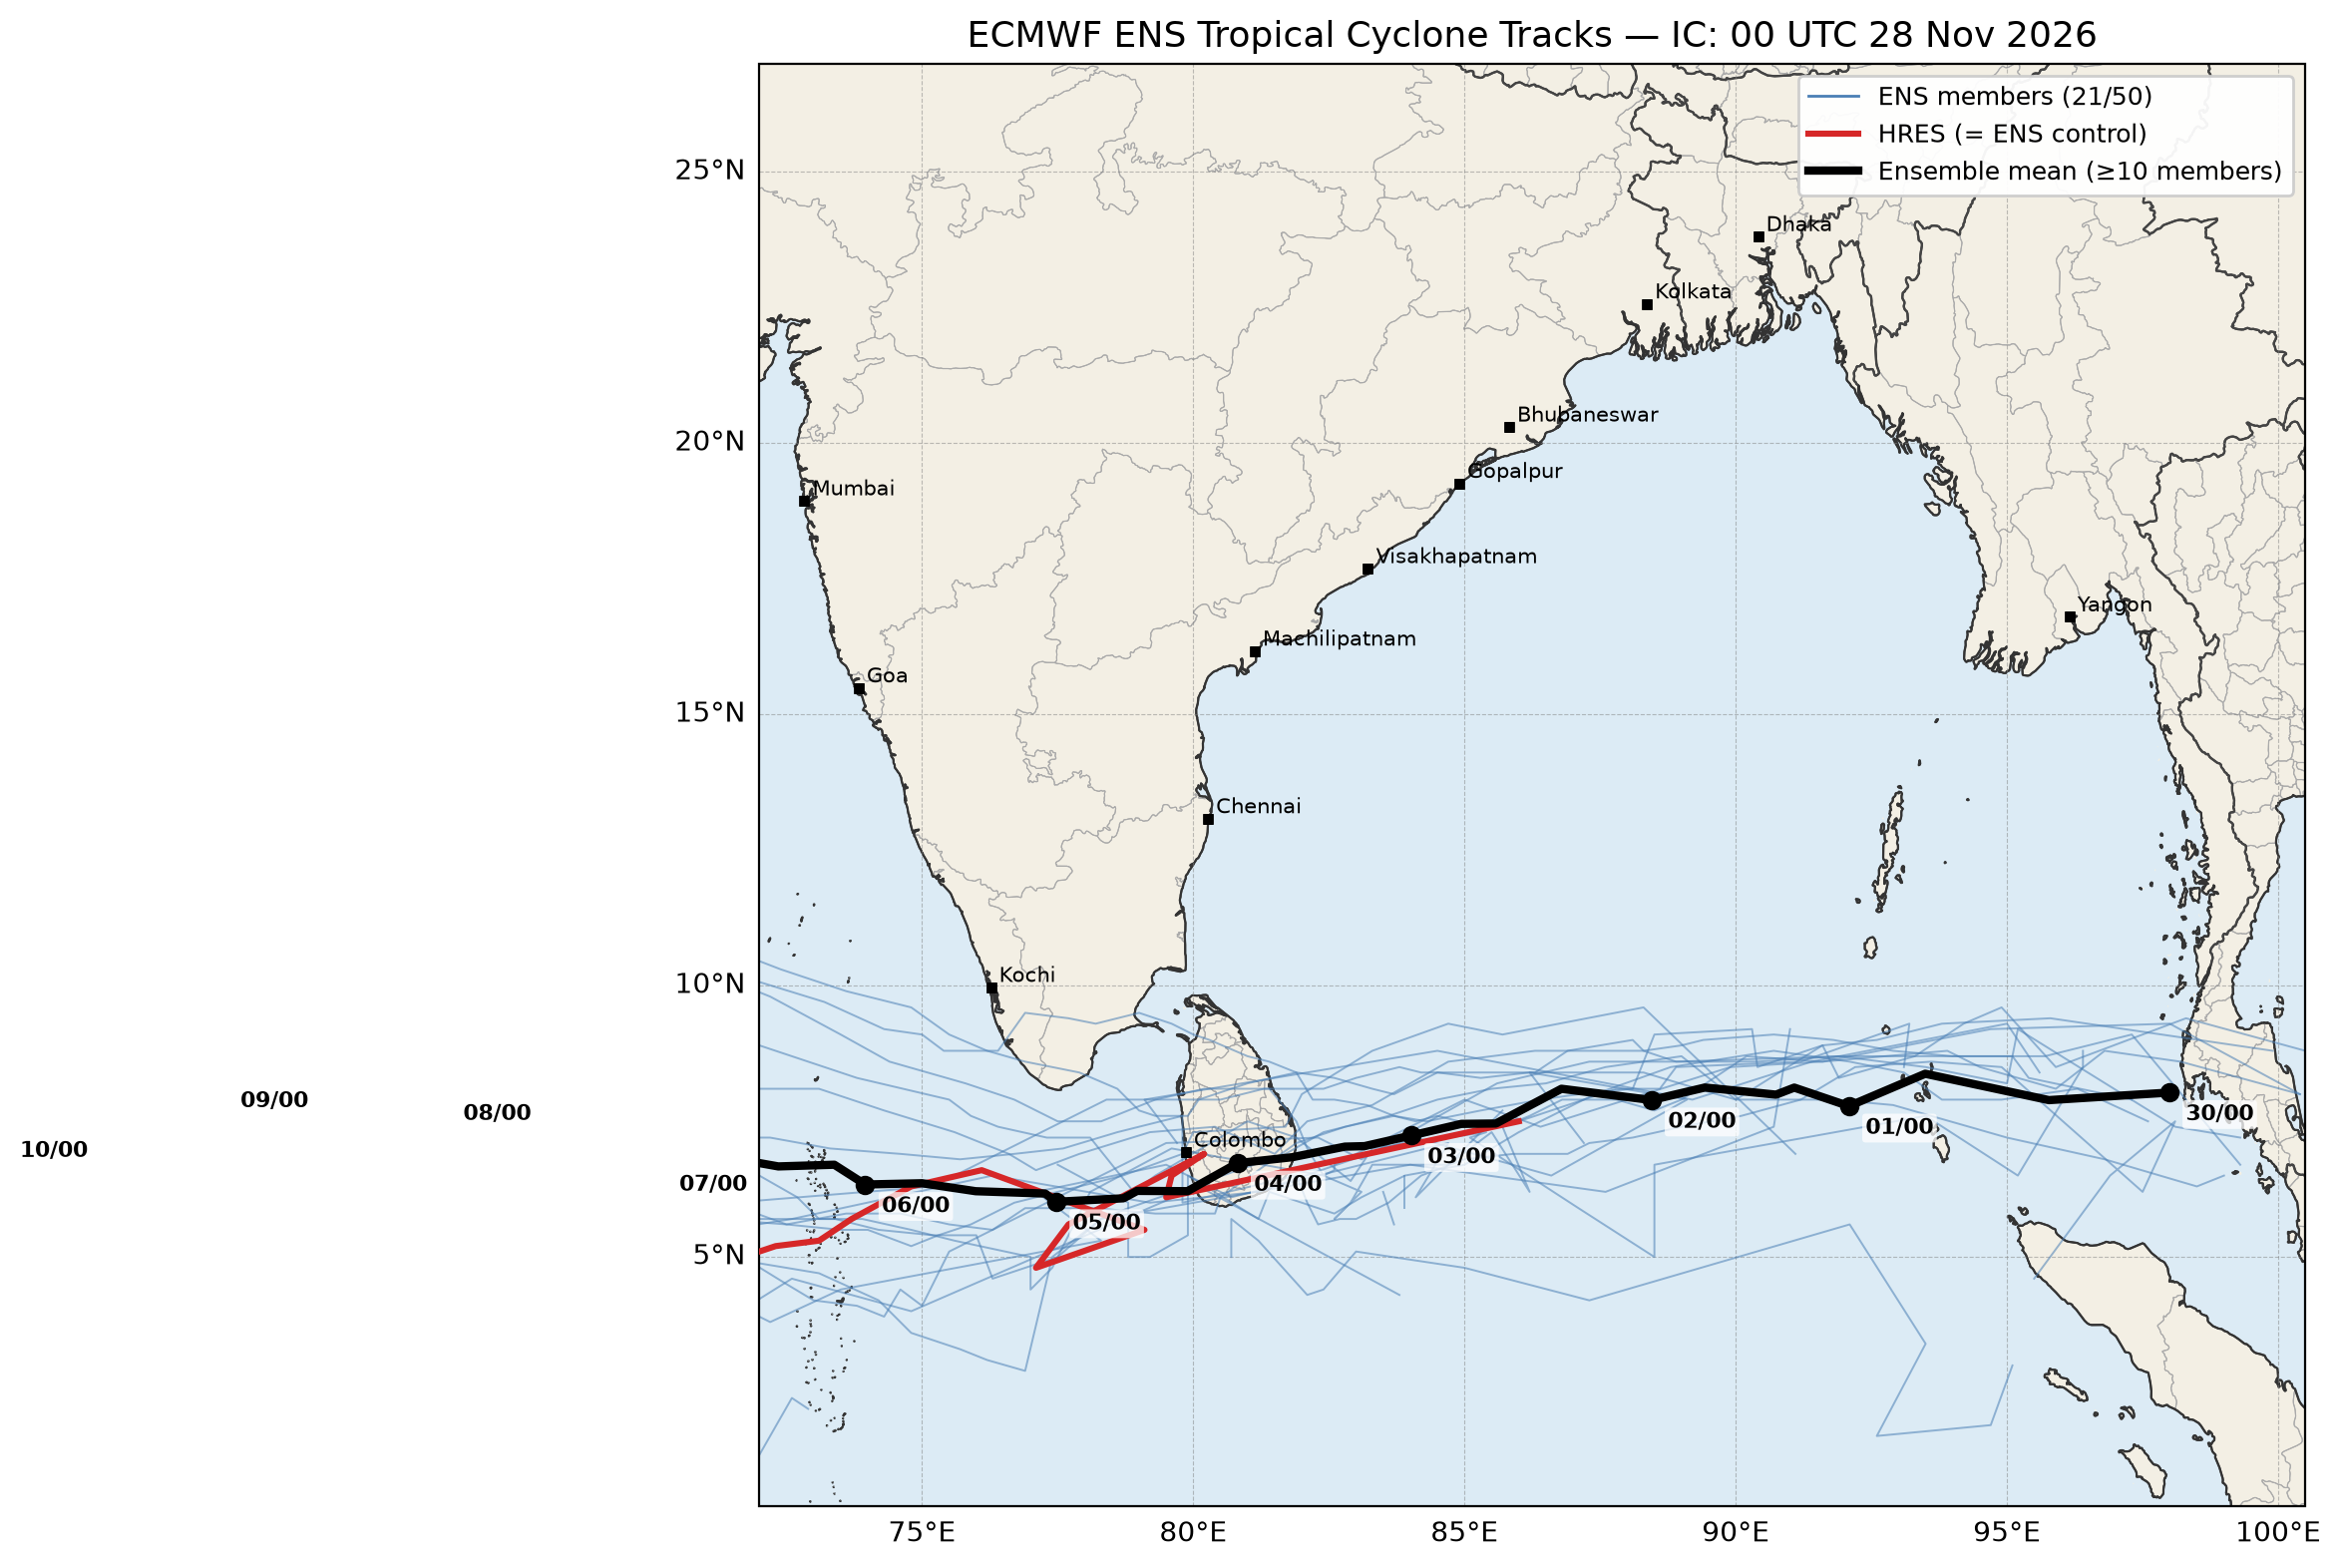 ECMWF ENS Tropical Cyclone Tracks — IC: 00 UTC 28 Nov 2026
ENS members (21/50)
HRES (= ENS control)
Ensemble mean (≥10 members)
25°N
Dhaka
Kolkata
20°N
Bhubaneswar
Gopalpur
Mumbai
Visakhapatnam
Yangon
Machilipatnam
Goa
15°N
Chennai
10°N
Kochi
09/00
08/00
30/00
02/00
01/00
Colombo
10/00
03/00
07/00
04/00
06/00
05/00
5°N
75°E
80°E
85°E
90°E
95°E
100°E